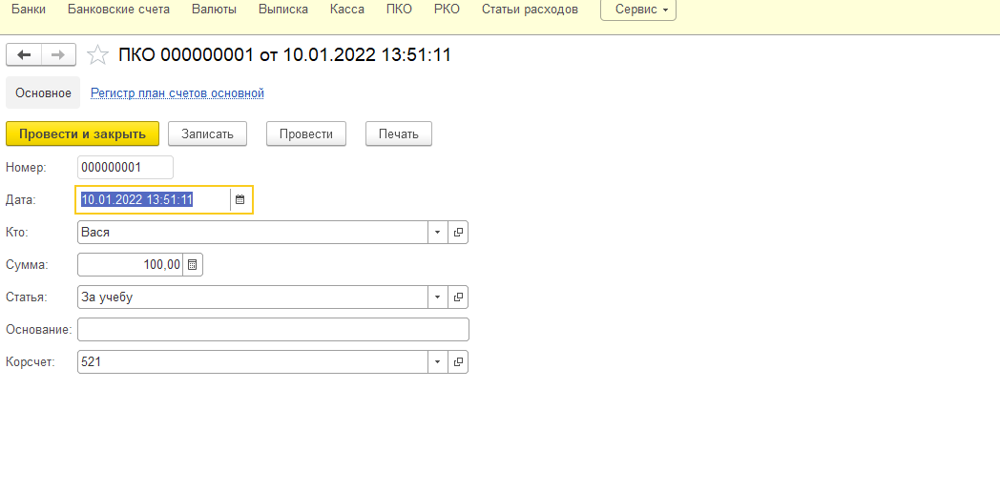 Банки Банковские счета Валюты Выписка Касса ПКО РКО Статьи расходов Сервис
ПКО 000000001 от 10.01.2022 13:51:11
Основное Регистр план счетов основной
Провести и закрыть Записать Провести Печать
Номер: 000000001
Дата: 10.01.2022 13:51:11
Кто: Вася
Сумма: 100,00
Статья: За учебу
Основание:
Корсчет: 521